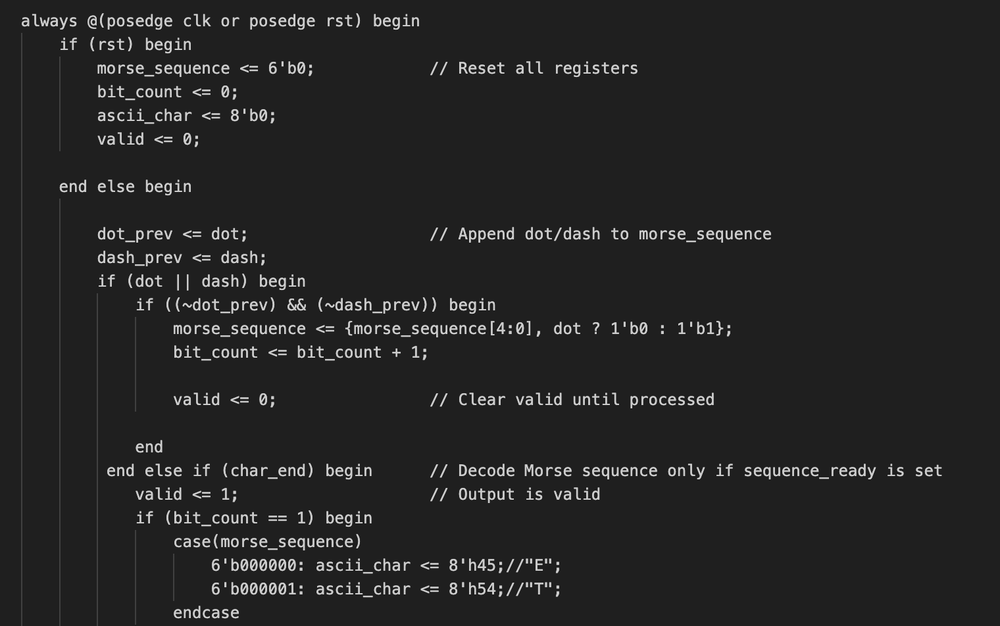 always @(posedge clk or posedge rst) begin
if (rst) begin
morse_sequence <= 6'b0; // Reset all registers
bit_count <= 0;
ascii_char <= 8'b0;
valid <= 0;
end else begin
dot_prev <= dot; // Append dot/dash to morse_sequence
dash_prev <= dash;
if (dot || dash) begin
if ((~dot_prev) && (~dash_prev)) begin
morse_sequence <= {morse_sequence[4:0], dot ? 1'b0 : 1'b1};
bit_count <= bit_count + 1;
valid <= 0; // Clear valid until processed
end
end else if (char_end) begin // Decode Morse sequence only if sequence_ready is set
valid <= 1; // Output is valid
if (bit_count == 1) begin
case(morse_sequence)
6'b000000: ascii_char <= 8'h45;//"E";
6'b000001: ascii_char <= 8'h54;//"T";
endcase